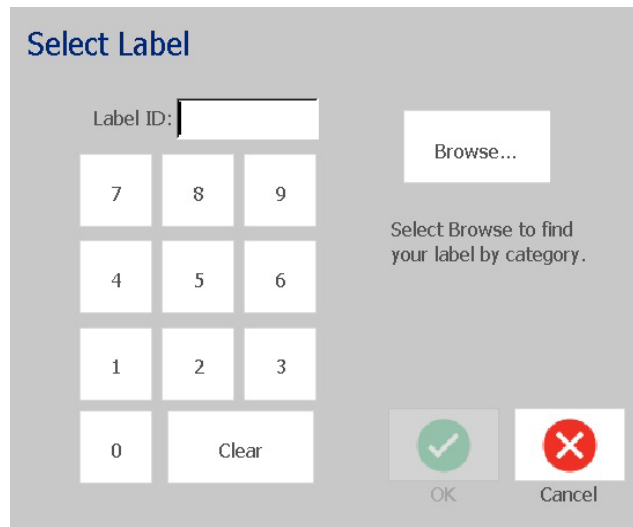 Select Label
Label ID:
Browse...
7 8 9
Select Browse to find
your label by category.
4 5 6
1 2 3
0 Clear
OK Cancel